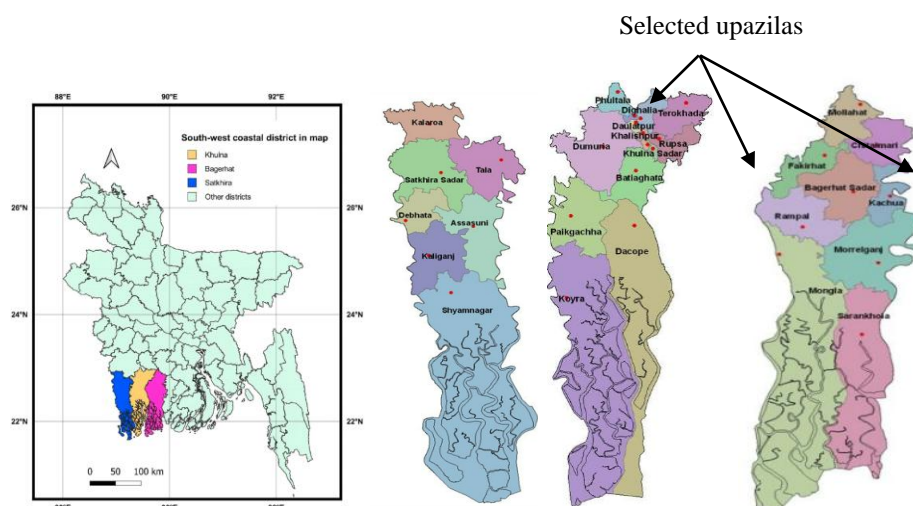 Selected upazilas
88°E
90°E
92°E
South-west coastal district in map
Khulna
Bagerhat
Satkhira
Other districts
26°N
24°N
22°N
26°N
24°N
22°N
0 50 100 km
Kalaroa
Tala
Satkhira Sadar
Debhata
Assasuni
Kaliganj
Shyamnagar
Phultala
Dighalia
Terokhada
Daulatpur
Khalishpur
Dumuria
Rupsa
Khulna Sadar
Batiaghata
Paikgachha
Dacope
Koyra
Mollahat
Chitalmari
Fakirhat
Bagerhat Sadar
Kachua
Rampal
Morrelganj
Mongla
Sarankhola